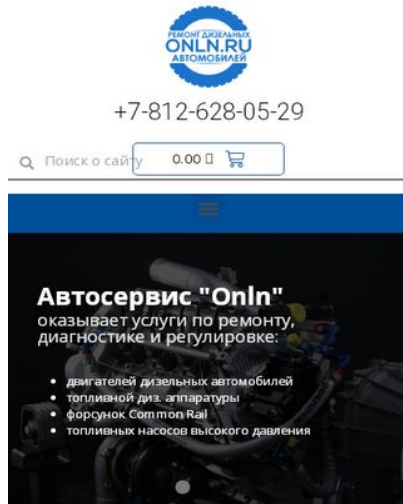 РЕМОНТ ДИЗЕЛЬНЫХ
ONLN.RU
АВТОМОБИЛЕЙ
+7-812-628-05-29
Поиск о сайту
0.00
Автосервис "Onln"
оказывает услуги по ремонту,
диагностике и регулировке:
двигателей дизельных автомобилей
топливной диз. аппаратуры
форсунок Common Rail
топливных насосов высокого давления